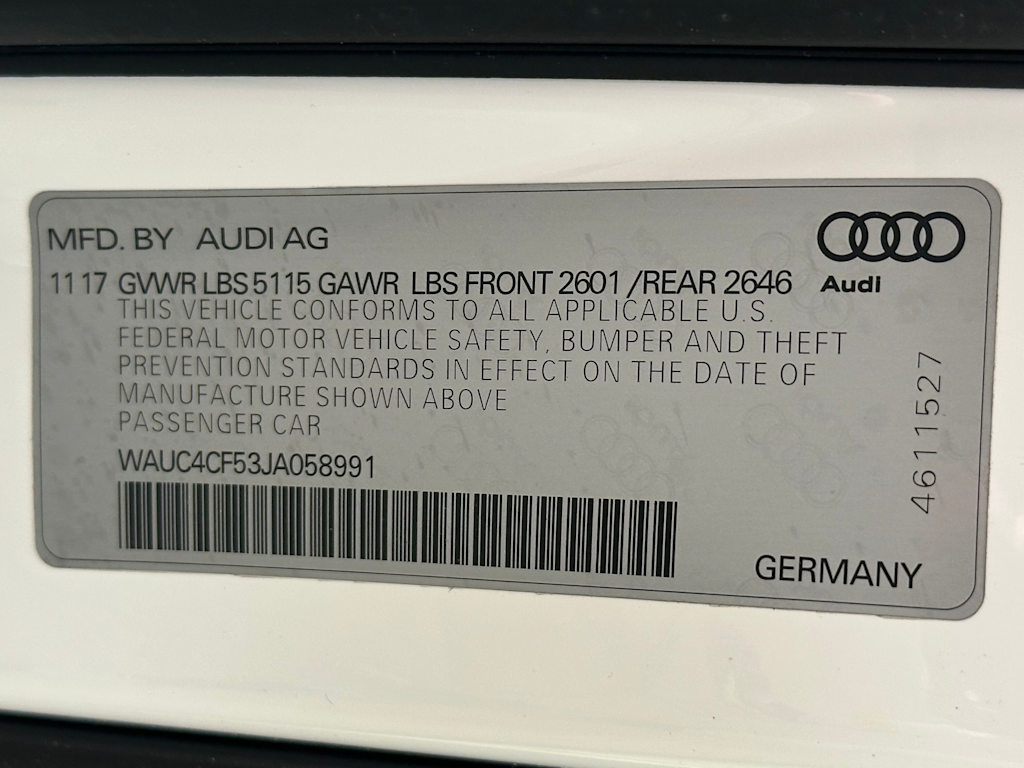 MFD. BY AUDI AG
1117 GVWR LBS 5115 GAWR LBS FRONT 2601 /REAR 2646
Audi
THIS VEHICLE CONFORMS TO ALL APPLICABLE U.S.
FEDERAL MOTOR VEHICLE SAFETY, BUMPER AND THEFT
PREVENTION STANDARDS IN EFFECT ON THE DATE OF
MANUFACTURE SHOWN ABOVE
PASSENGER CAR
WAUC4CF53JA058991
46111527
GERMANY